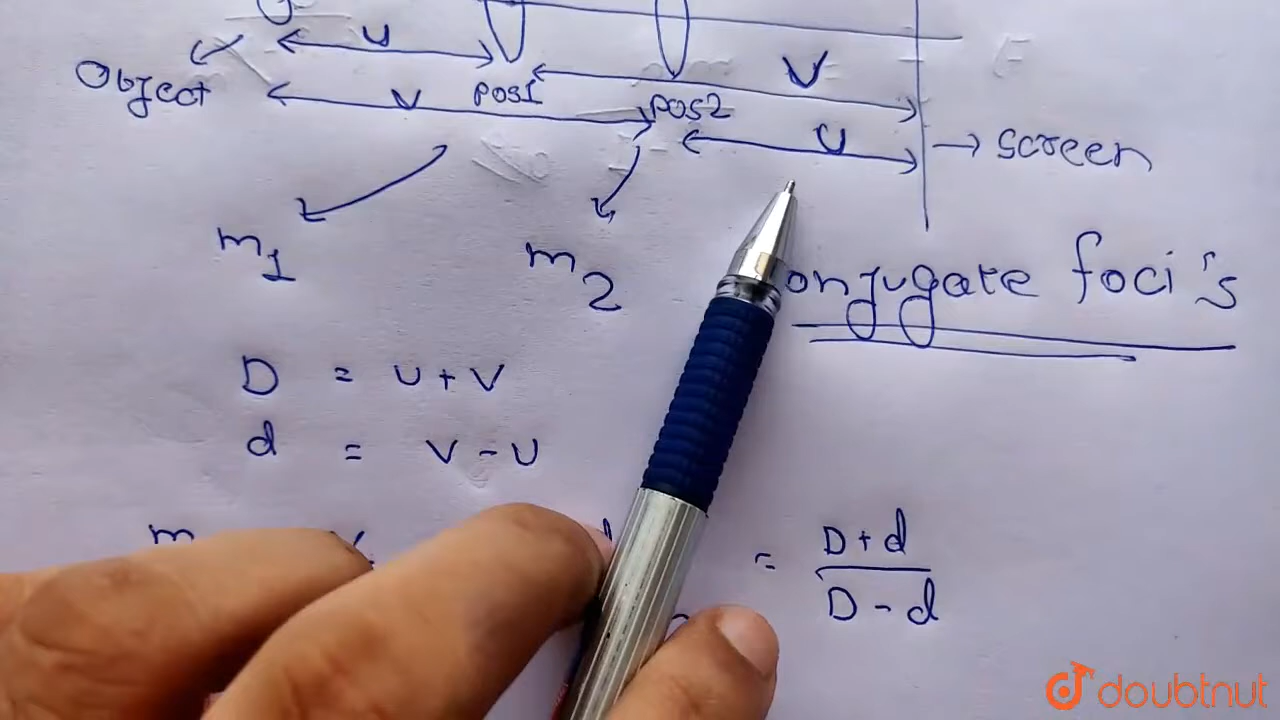 U
Object
V
pos1
V
pos2
U
→ screen
m1
m2
onjugate foci's
D = U + V
d = V - U
m
= D + d / D - d
doubtnut